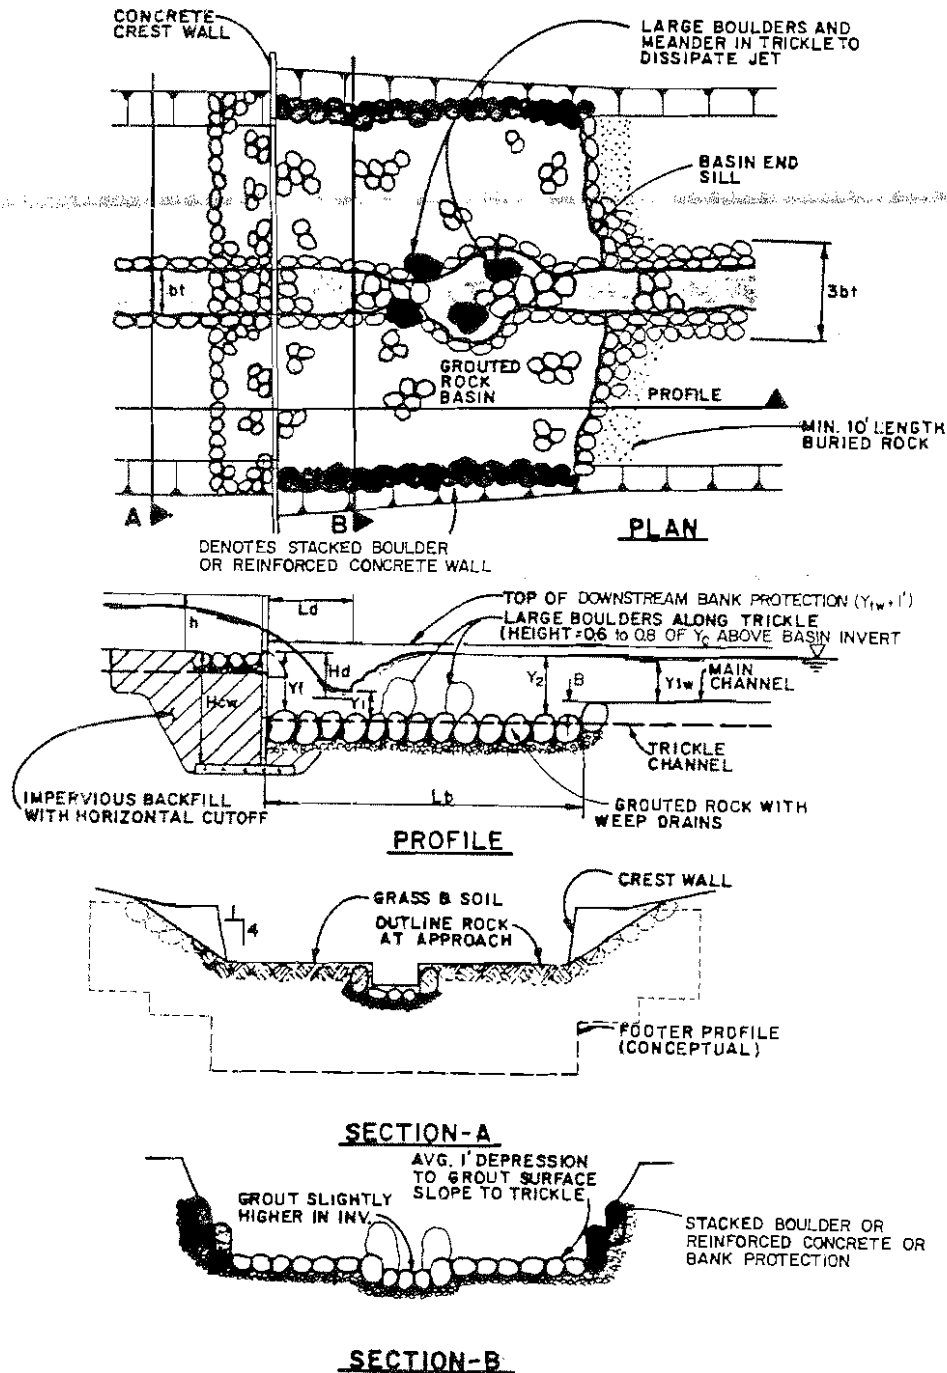 CONCRETE
CREST WALL
LARGE BOULDERS AND
MEANDER IN TRICKLE TO
DISSIPATE JET
BASIN END
SILL
bt
3bt
GROUTED
ROCK
BASIN
PROFILE
MIN. 10' LENGTH
BURIED ROCK
A
B
PLAN
DENOTES STACKED BOULDER
OR REINFORCED CONCRETE WALL
Ld
TOP OF DOWNSTREAM BANK PROTECTION (Ytw + 1')
LARGE BOULDERS ALONG TRICKLE
(HEIGHT = 0.6 to 0.8 OF Yc ABOVE BASIN INVERT
h
Hd
Yf
Y1
Y2
B
Ytw
MAIN
CHANNEL
Hcw
TRICKLE
CHANNEL
Lb
IMPERVIOUS BACKFILL
WITH HORIZONTAL CUTOFF
GROUTED ROCK WITH
WEEP DRAINS
PROFILE
CREST WALL
GRASS & SOIL
OUTLINE ROCK
AT APPROACH
1
4
FOOTER PROFILE
(CONCEPTUAL)
SECTION-A
AVG. 1' DEPRESSION
TO GROUT SURFACE
SLOPE TO TRICKLE
GROUT SLIGHTLY
HIGHER IN INV.
STACKED BOULDER OR
REINFORCED CONCRETE OR
BANK PROTECTION
SECTION-B